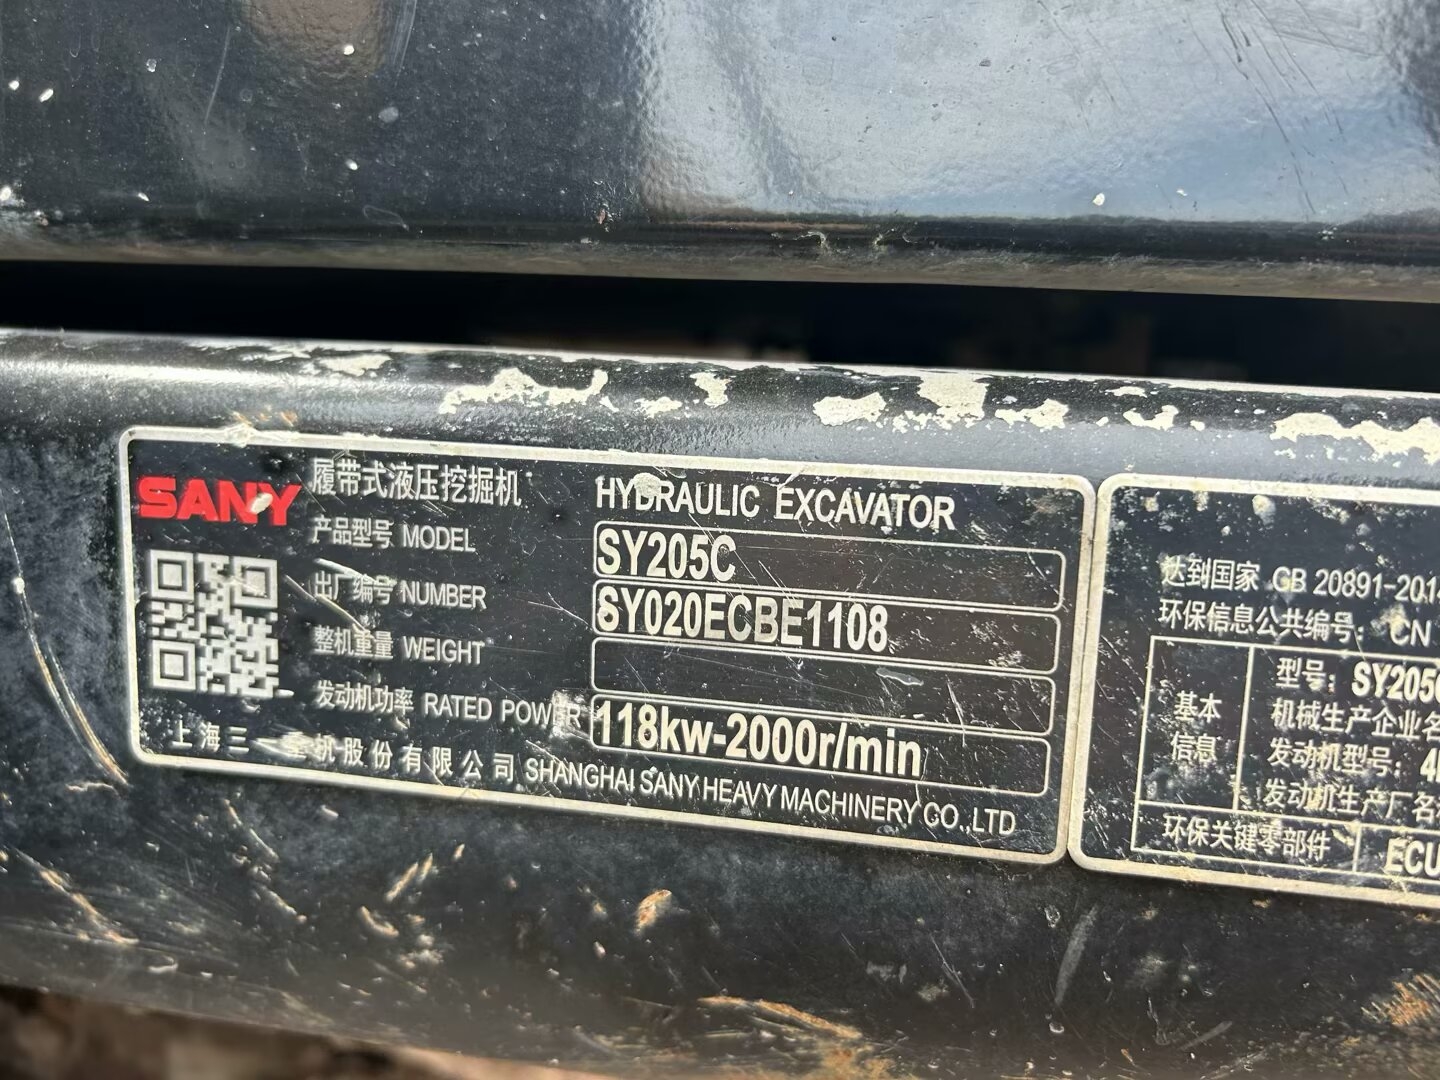 SANY
履带式液压挖掘机 HYDRAULIC EXCAVATOR
产品型号 MODEL SY205C
出厂编号 NUMBER SY020ECBE1108
整机重量 WEIGHT
发动机功率 RATED POWER 118kw-2000r/min
上海三 机股份有限公司 SHANGHAI SANY HEAVY MACHINERY CO.,LTD
达到国家 GB 20891-2014
环保信息公共编号: CN
基本信息
型号: SY205C
机械生产企业名
发动机型号: 4
发动机生产厂名
环保关键零部件 ECU